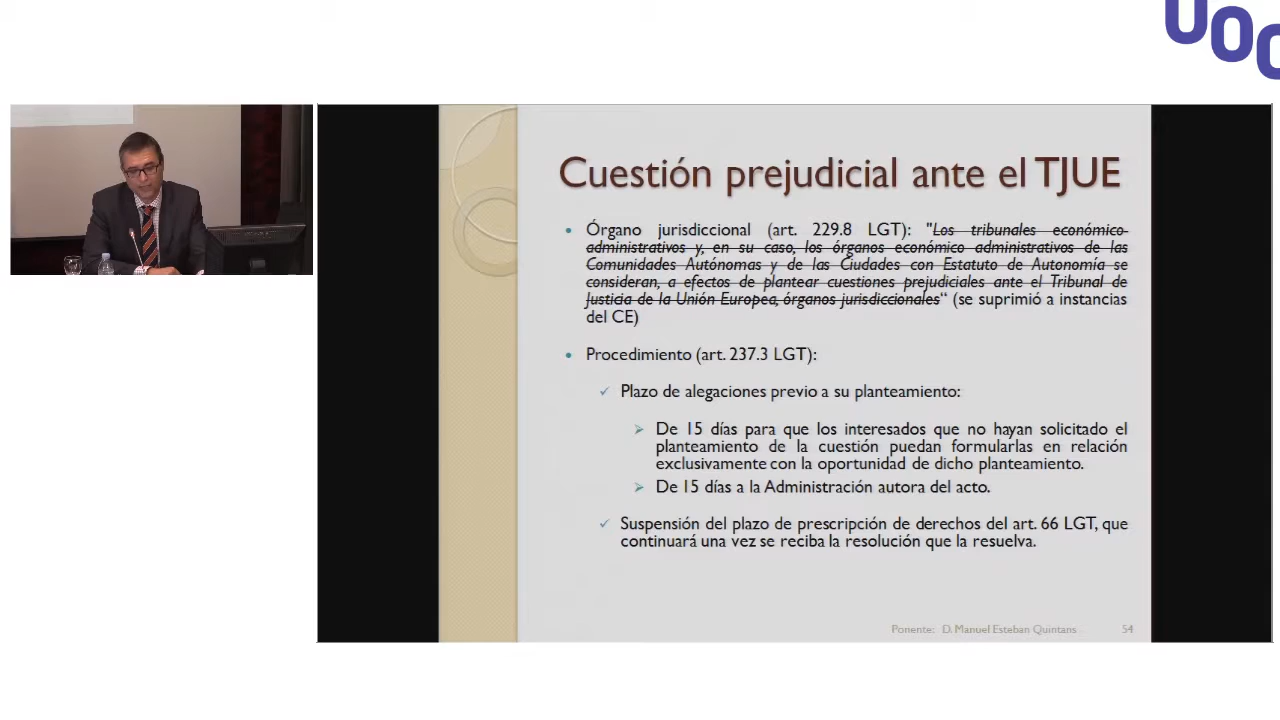 UOC
Cuestión prejudicial ante el TJUE
• Órgano jurisdiccional (art. 229.8 LGT): "Los tribunales económico-
administrativos y, en su caso, los órganos económico administrativos de las
Comunidades Autónomas y de las Ciudades con Estatuto de Autonomía se
consideran, a efectos de plantear cuestiones prejudiciales ante el Tribunal de
Justicia de la Unión Europea, órganos jurisdiccionales“ (se suprimió a instancias
del CE)
• Procedimiento (art. 237.3 LGT):
✓ Plazo de alegaciones previo a su planteamiento:
➢ De 15 días para que los interesados que no hayan solicitado el
planteamiento de la cuestión puedan formularlas en relación
exclusivamente con la oportunidad de dicho planteamiento.
➢ De 15 días a la Administración autora del acto.
✓ Suspensión del plazo de prescripción de derechos del art. 66 LGT, que
continuará una vez se reciba la resolución que la resuelva.
Ponente: D. Manuel Esteban Quintans 54